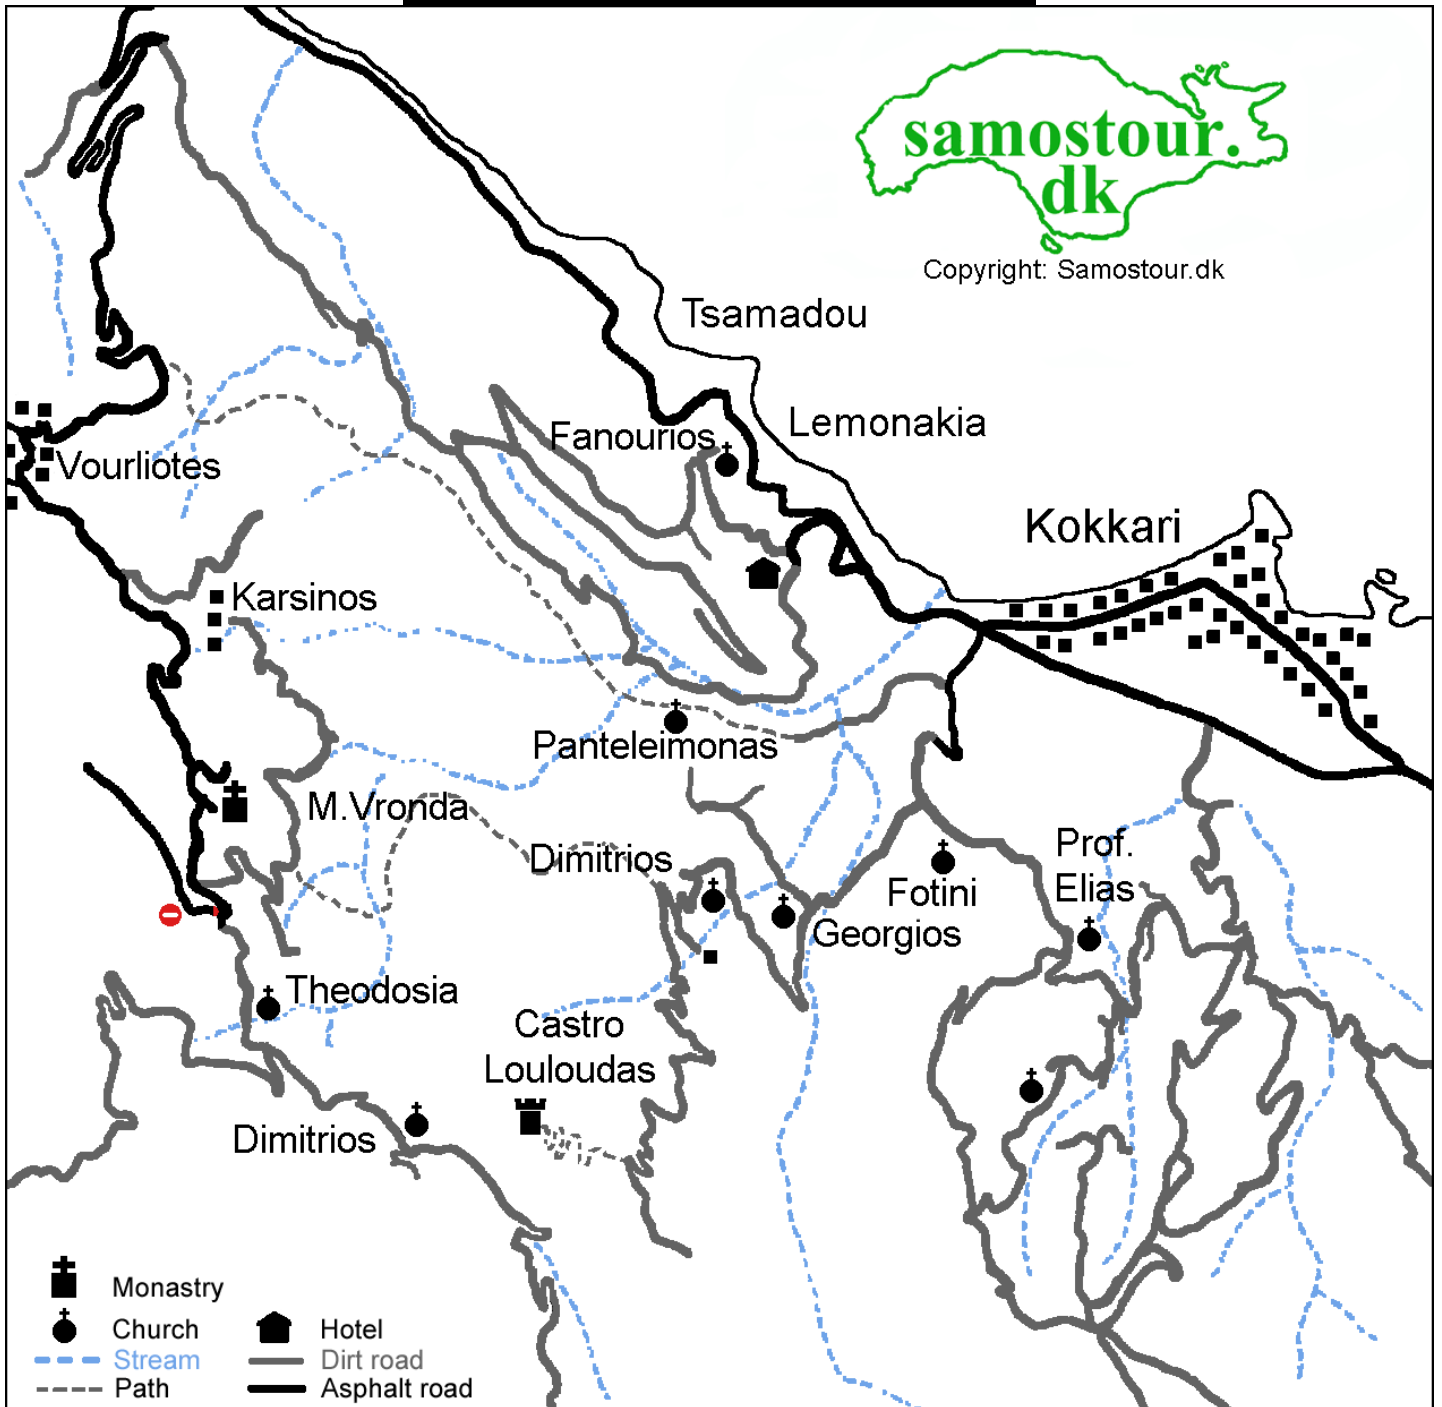 samostour.
dk
Copyright: Samostour.dk
Tsamadou
Lemonakia
Fanourios
Vourliotes
Kokkari
Karsinos
Panteleimonas
M.Vronda
Dimitrios
Prof.
Elias
Fotini
Georgios
Theodosia
Castro
Louloudas
Dimitrios
Monastry
Church
Hotel
Stream
Dirt road
Path
Asphalt road